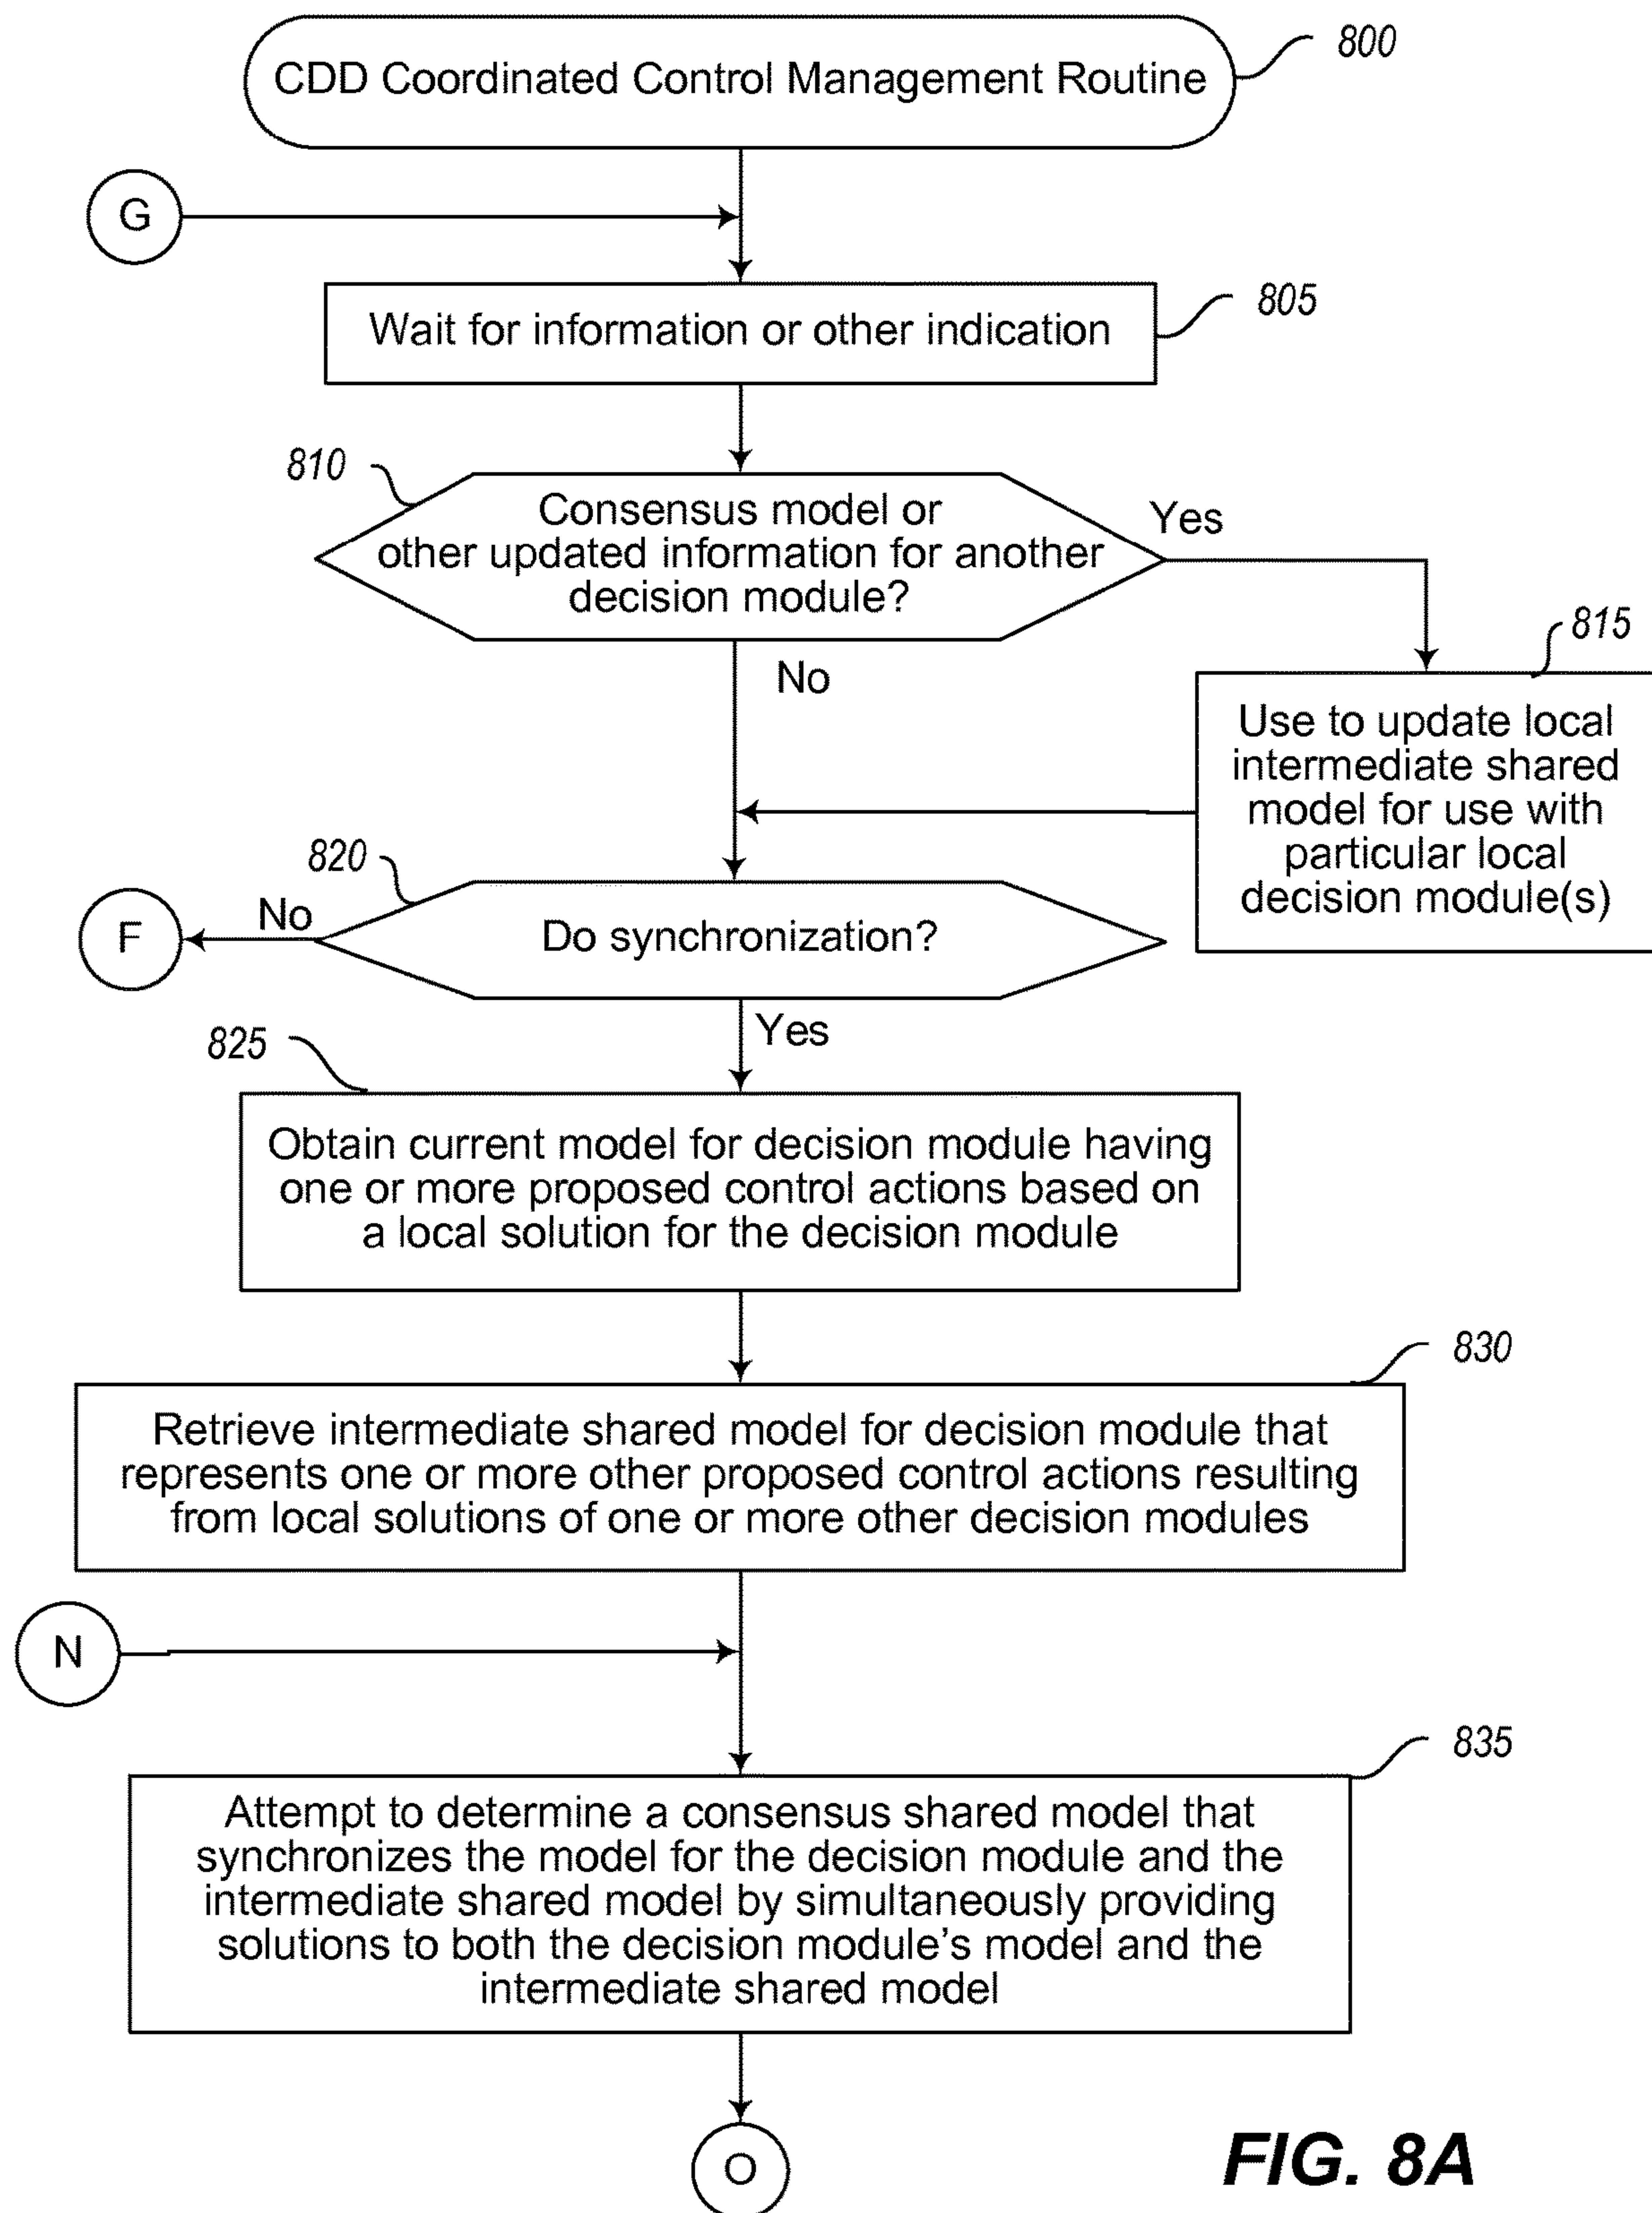 CDD Coordinated Control Management Routine
800
G
Wait for information or other indication
805
810
Consensus model or
other updated information for another
decision module?
Yes
No
815
Use to update local
intermediate shared
model for use with
particular local
decision module(s)
820
F
No
Do synchronization?
Yes
825
Obtain current model for decision module having
one or more proposed control actions based on
a local solution for the decision module
830
Retrieve intermediate shared model for decision module that
represents one or more other proposed control actions resulting
from local solutions of one or more other decision modules
N
835
Attempt to determine a consensus shared model that
synchronizes the model for the decision module and the
intermediate shared model by simultaneously providing
solutions to both the decision module's model and the
intermediate shared model
O
FIG. 8A